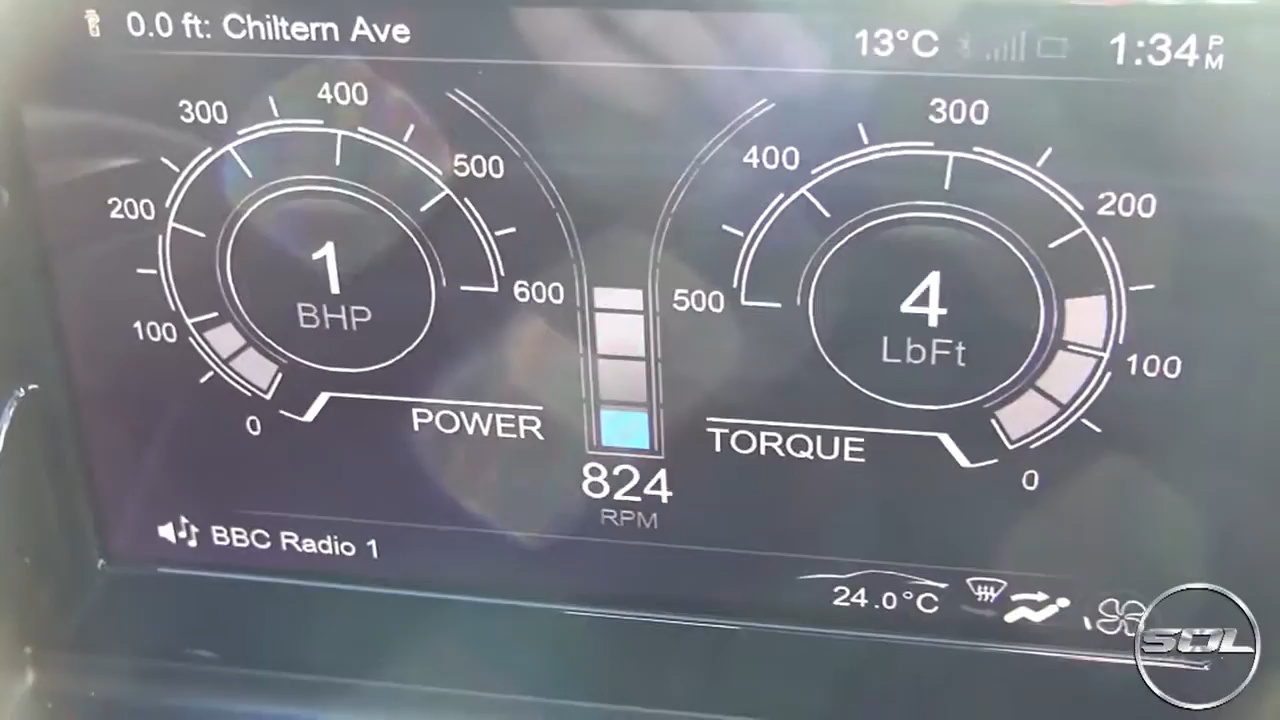 0.0 ft: Chiltern Ave
13°C
1:34 PM
300
400
500
200
100
600
0
1
BHP
POWER
300
400
200
500
100
0
4
LbFt
TORQUE
824
RPM
BBC Radio 1
24.0°C
SOL